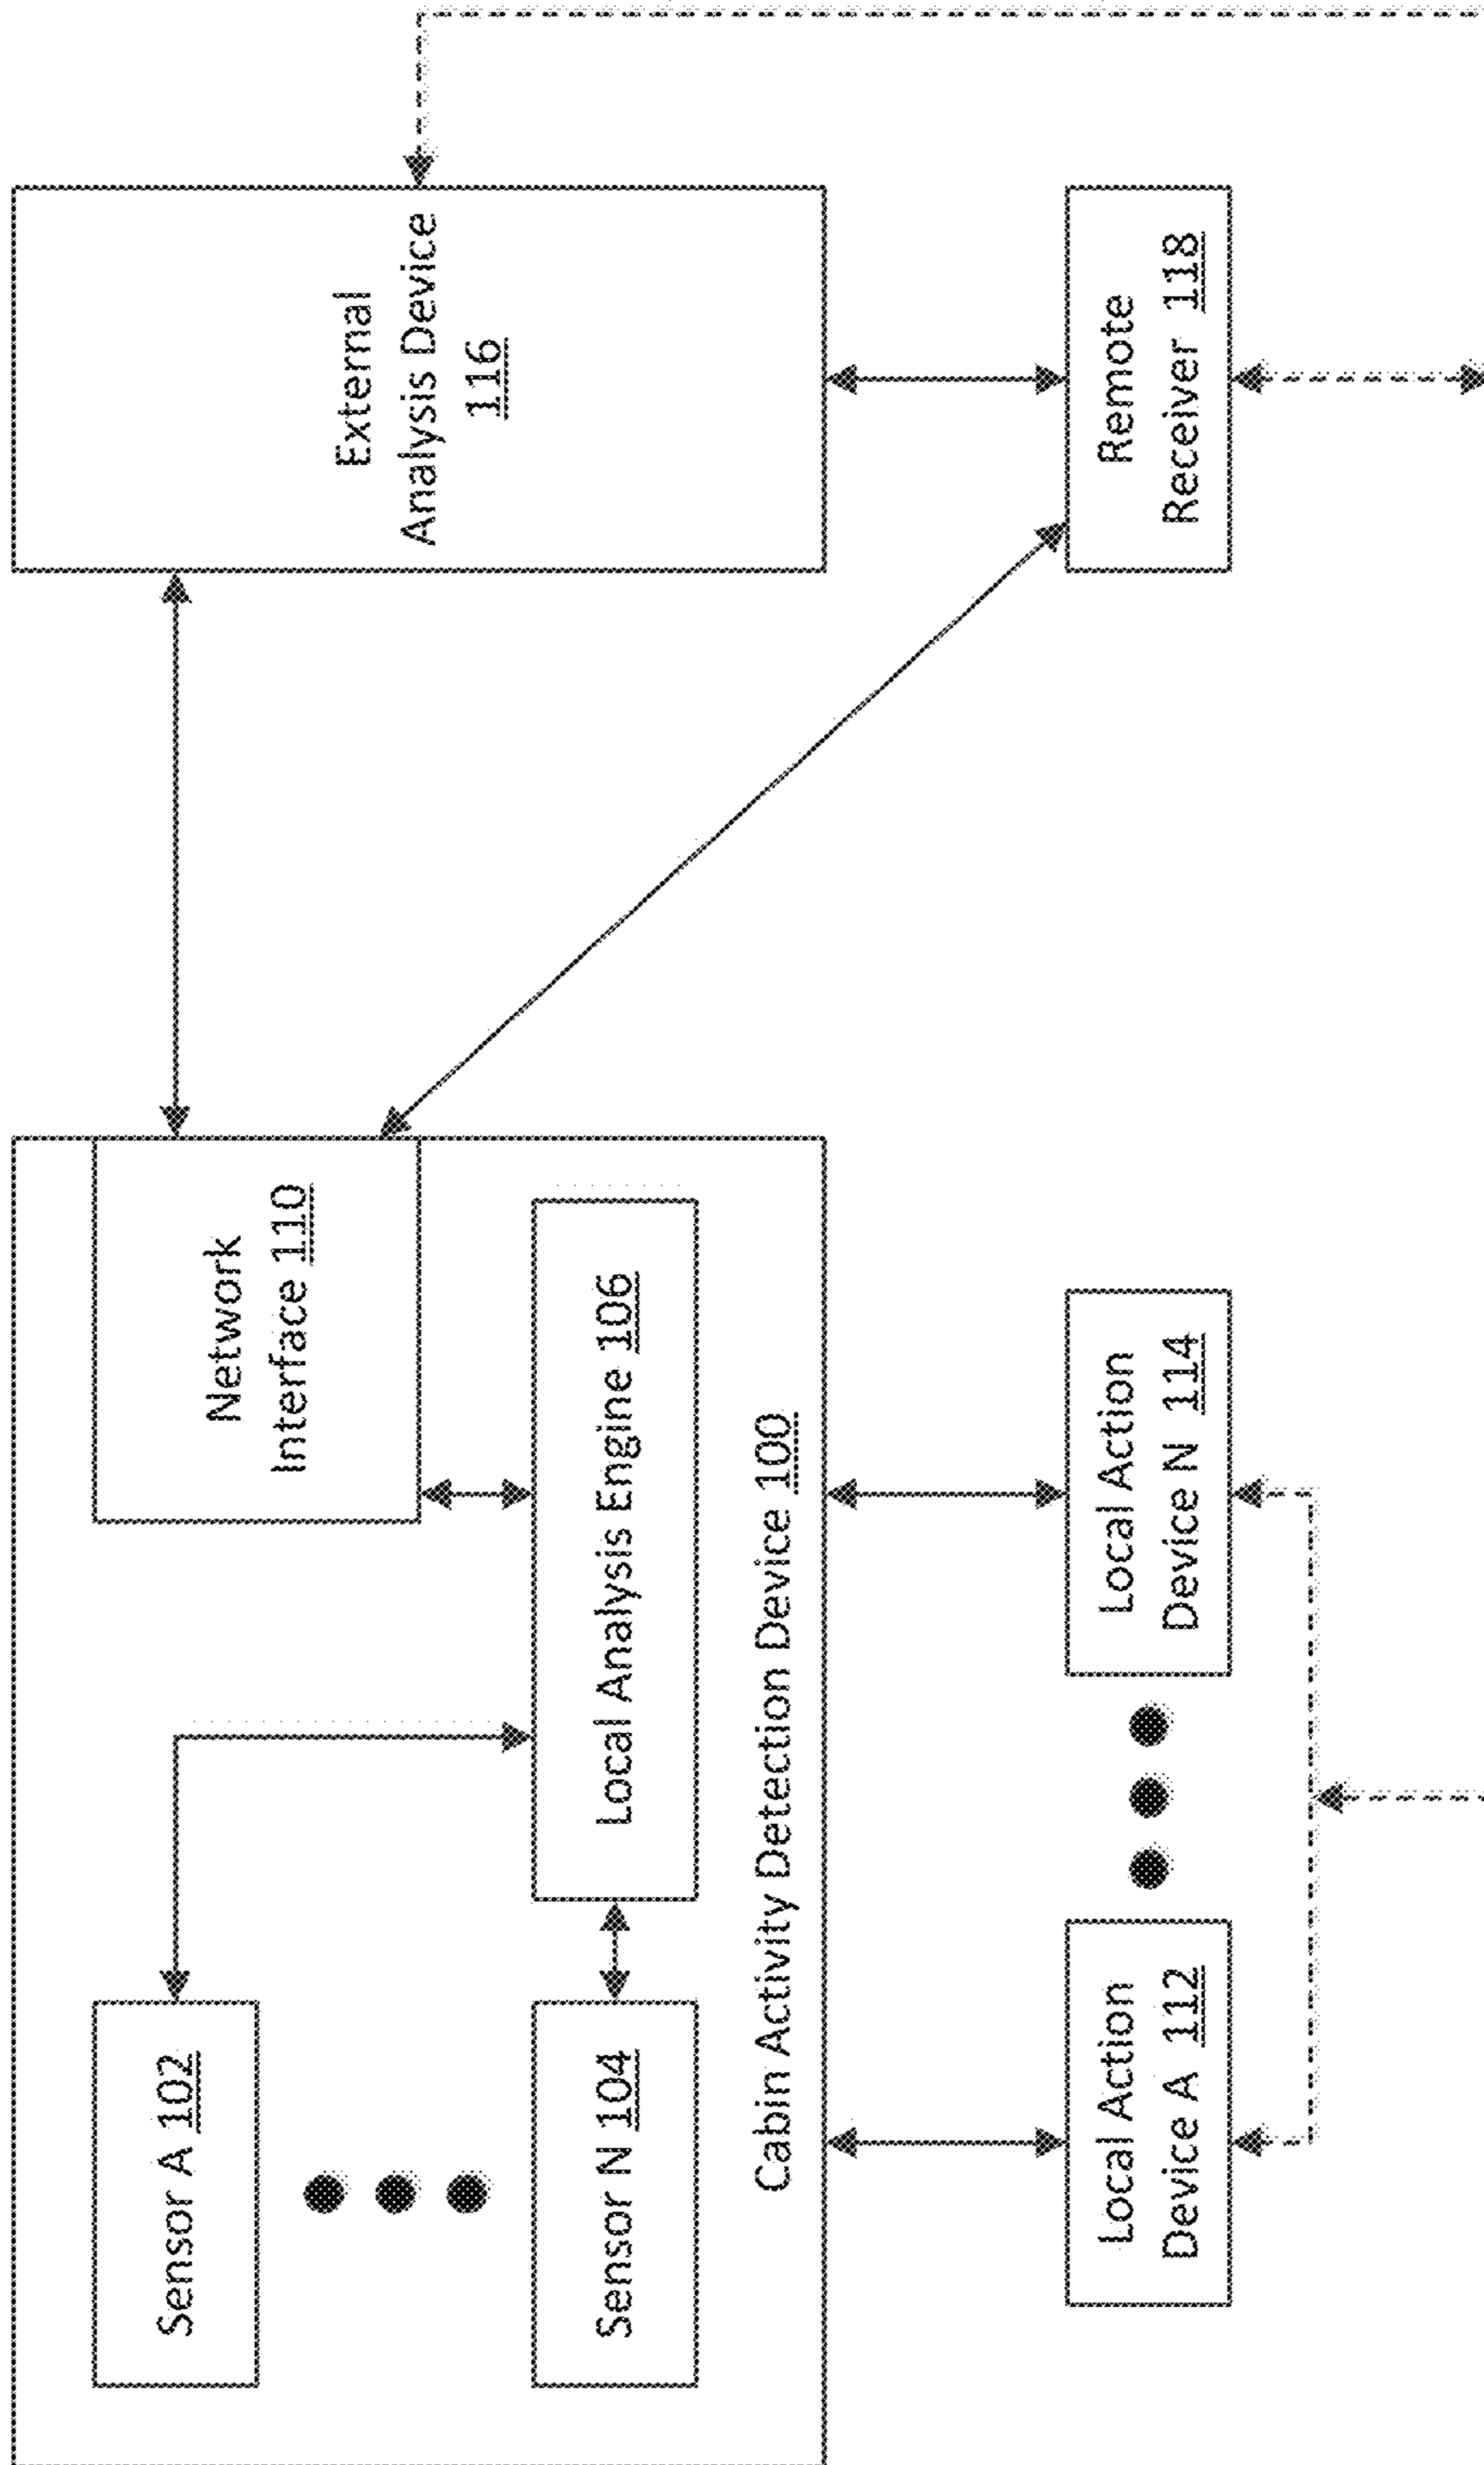 Sensor A 102
Sensor N 104
Network
Interface 110
Local Analysis Engine 106
Cabin Activity Detection Device 100
External
Analysis Device
116
Local Action
Device A 112
Local Action
Device N 114
Remote
Receiver 118